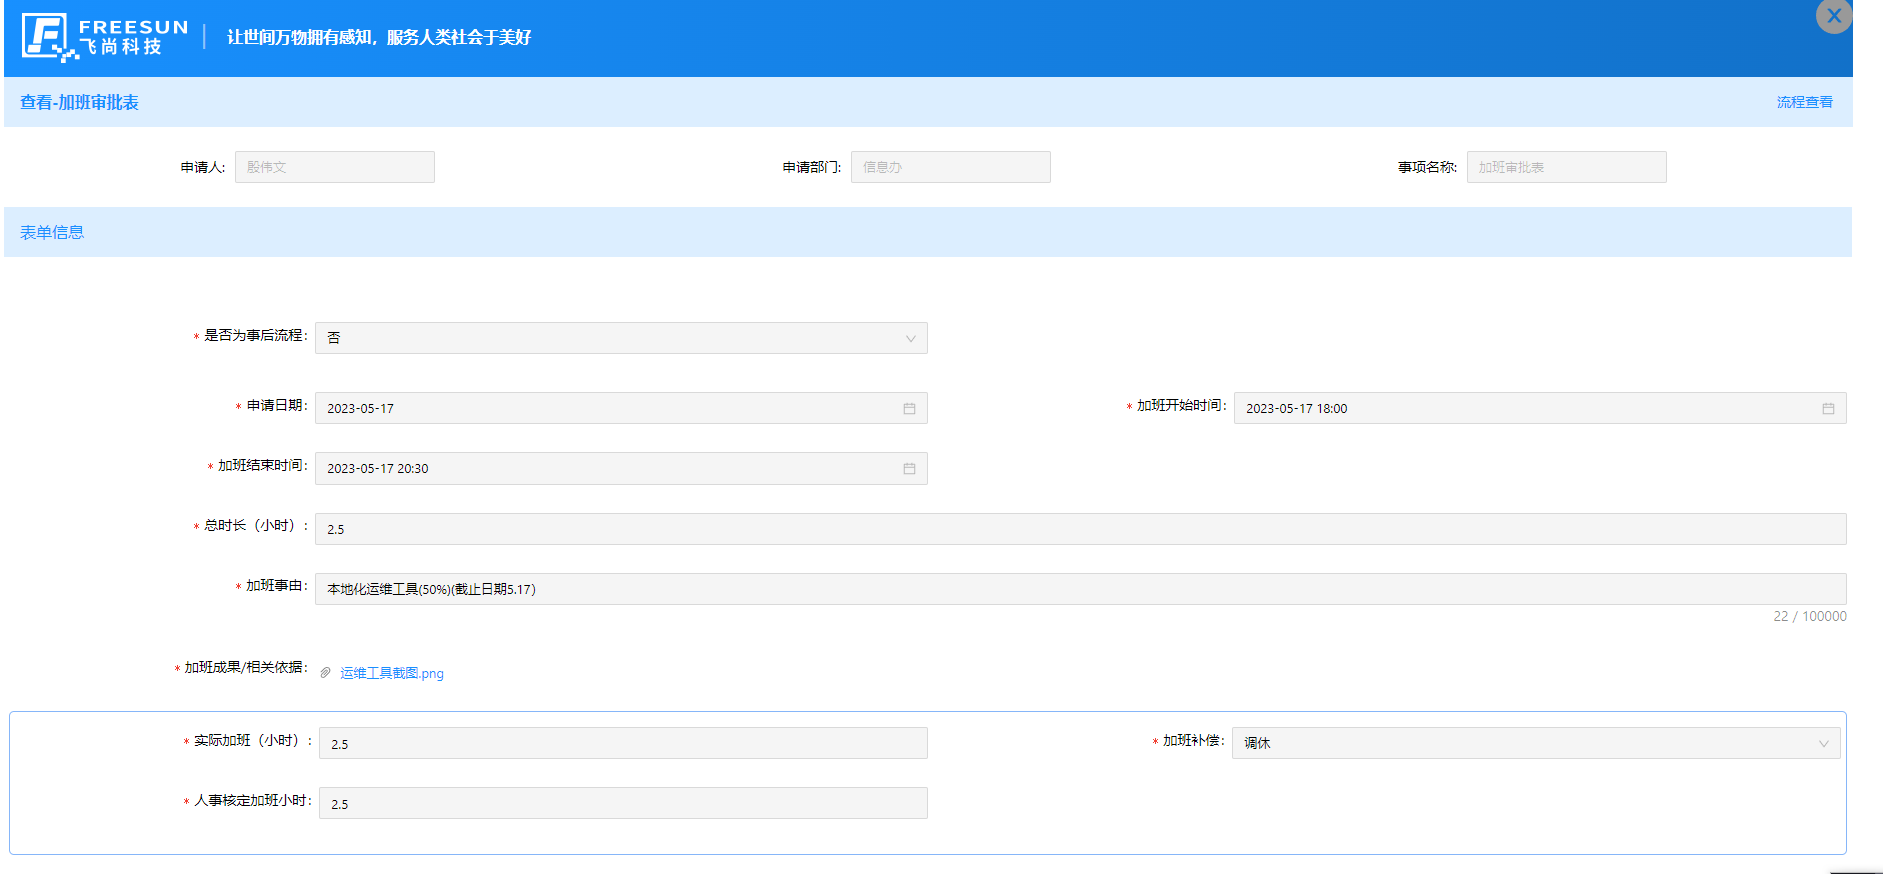 FREESUN
飞尚科技
让世间万物拥有感知，服务人类社会于美好
查看-加班审批表
流程查看
申请人: 殷伟文 申请部门: 信息办 事项名称: 加班审批表
表单信息
* 是否为事后流程: 否
* 申请日期: 2023-05-17 * 加班开始时间: 2023-05-17 18:00
* 加班结束时间: 2023-05-17 20:30
* 总时长（小时）: 2.5
* 加班事由: 本地化运维工具(50%)(截止日期5.17)
22 / 100000
* 加班成果/相关依据: 运维工具截图.png
* 实际加班（小时）: 2.5 * 加班补偿: 调休
* 人事核定加班小时: 2.5